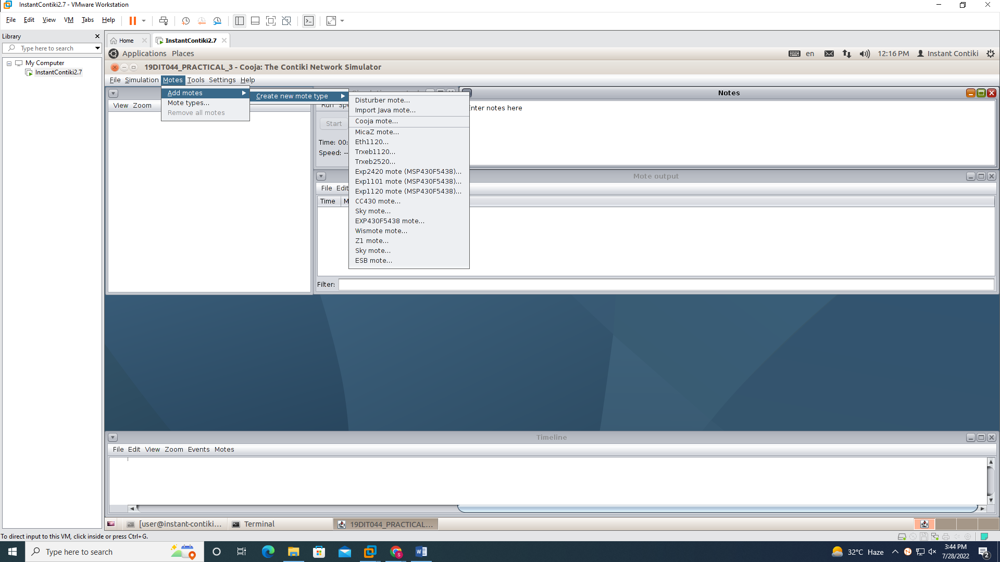 InstantContiki2.7 - VMware Workstation
File Edit View VM Tabs Help
Library
Type here to search
My Computer
InstantContiki2.7
Home
InstantContiki2.7
Applications Places
en
12:16 PM
Instant Contiki
19DIT044_PRACTICAL_3 - Cooja: The Contiki Network Simulator
File Simulation Motes Tools Settings Help
Add motes
Mote types...
Remove all motes
Create new mote type
Disturber mote...
Import Java mote...
Cooja mote...
MicaZ mote...
Eth1120...
Trxeb1120...
Trxeb2520...
Exp2420 mote (MSP430F5438)...
Exp1101 mote (MSP430F5438)...
Exp1120 mote (MSP430F5438)...
CC430 mote...
Sky mote...
EXP430F5438 mote...
Wismote mote...
Z1 mote...
Sky mote...
ESB mote...
View Zoom
Start
Time: 00:
Speed: --
Notes
Enter notes here
Mote output
File Edit
Time
Filter:
Timeline
File Edit View Zoom Events Motes
[user@instant-contiki...
Terminal
19DIT044_PRACTICAL...
To direct input to this VM, click inside or press Ctrl+G.
Type here to search
32°C Haze
3:44 PM
7/28/2022
2